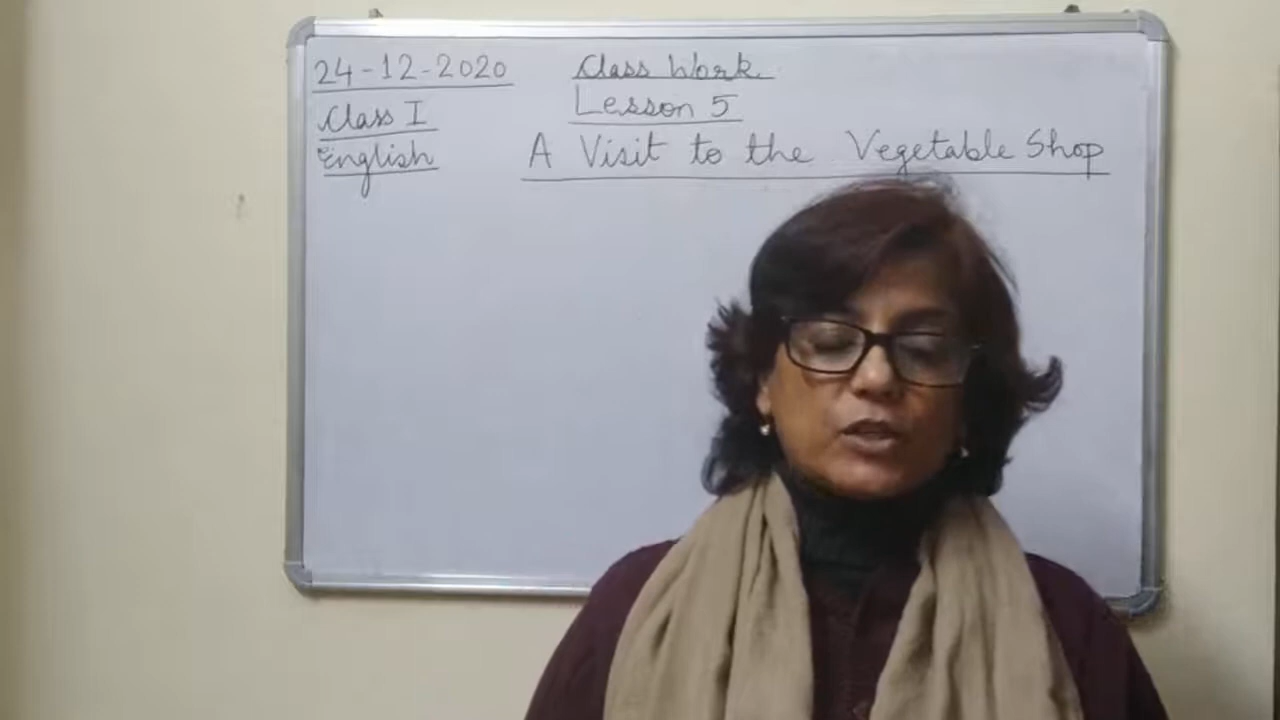 24-12-2020 Class Work
Class I Lesson 5
English A Visit to the Vegetable Shop